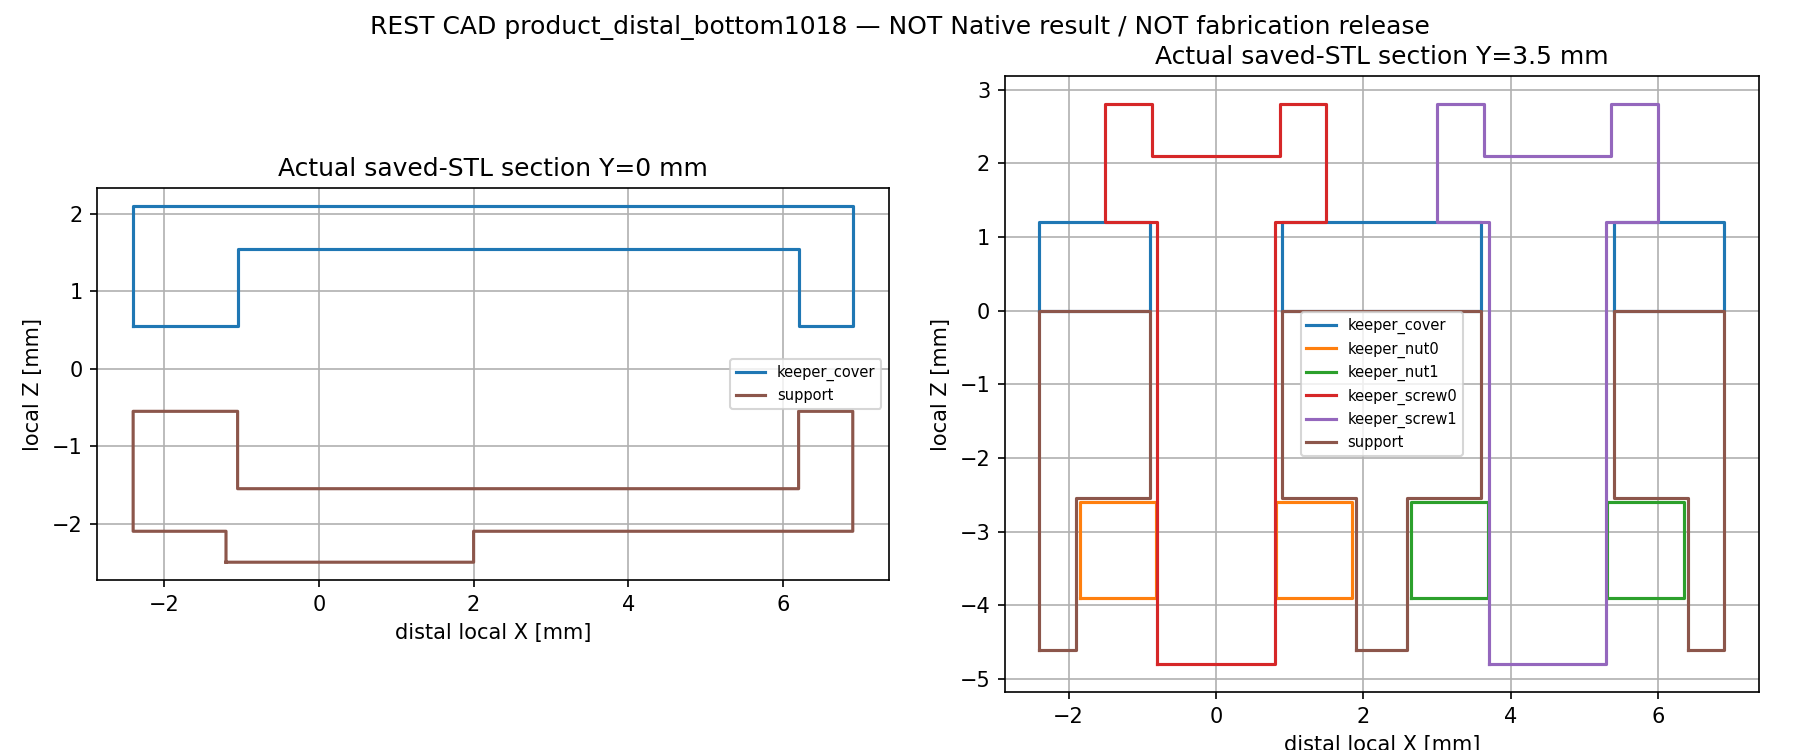 REST CAD product_distal_bottom1018 — NOT Native result / NOT fabrication release
Actual saved-STL section Y=0 mm
2
1
0
−1
−2
local Z [mm]
keeper_cover
support
−2
0
2
4
6
distal local X [mm]
Actual saved-STL section Y=3.5 mm
3
2
1
0
−1
−2
−3
−4
−5
local Z [mm]
keeper_cover
keeper_nut0
keeper_nut1
keeper_screw0
keeper_screw1
support
−2
0
2
4
6
distal local X [mm]